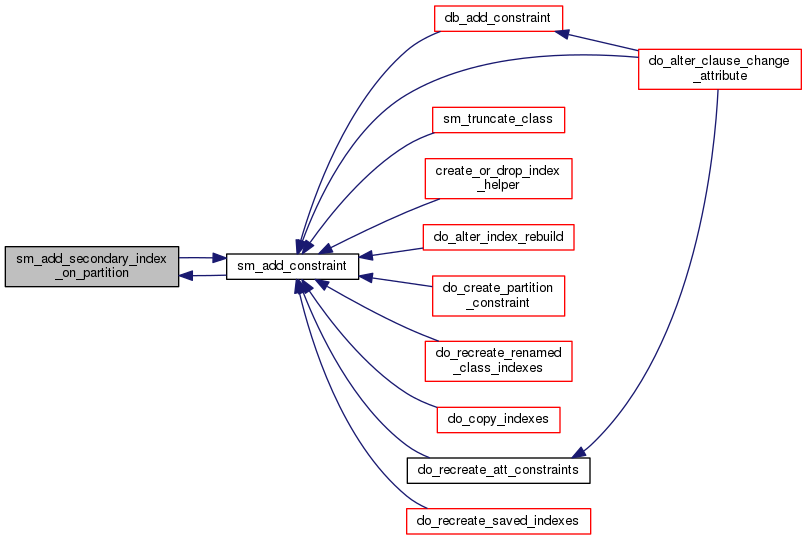 db_add_constraint
do_alter_clause_change
_attribute
sm_truncate_class
create_or_drop_index
_helper
do_alter_index_rebuild
sm_add_secondary_index
_on_partition
sm_add_constraint
do_create_partition
_constraint
do_recreate_renamed
_class_indexes
do_copy_indexes
do_recreate_att_constraints
do_recreate_saved_indexes